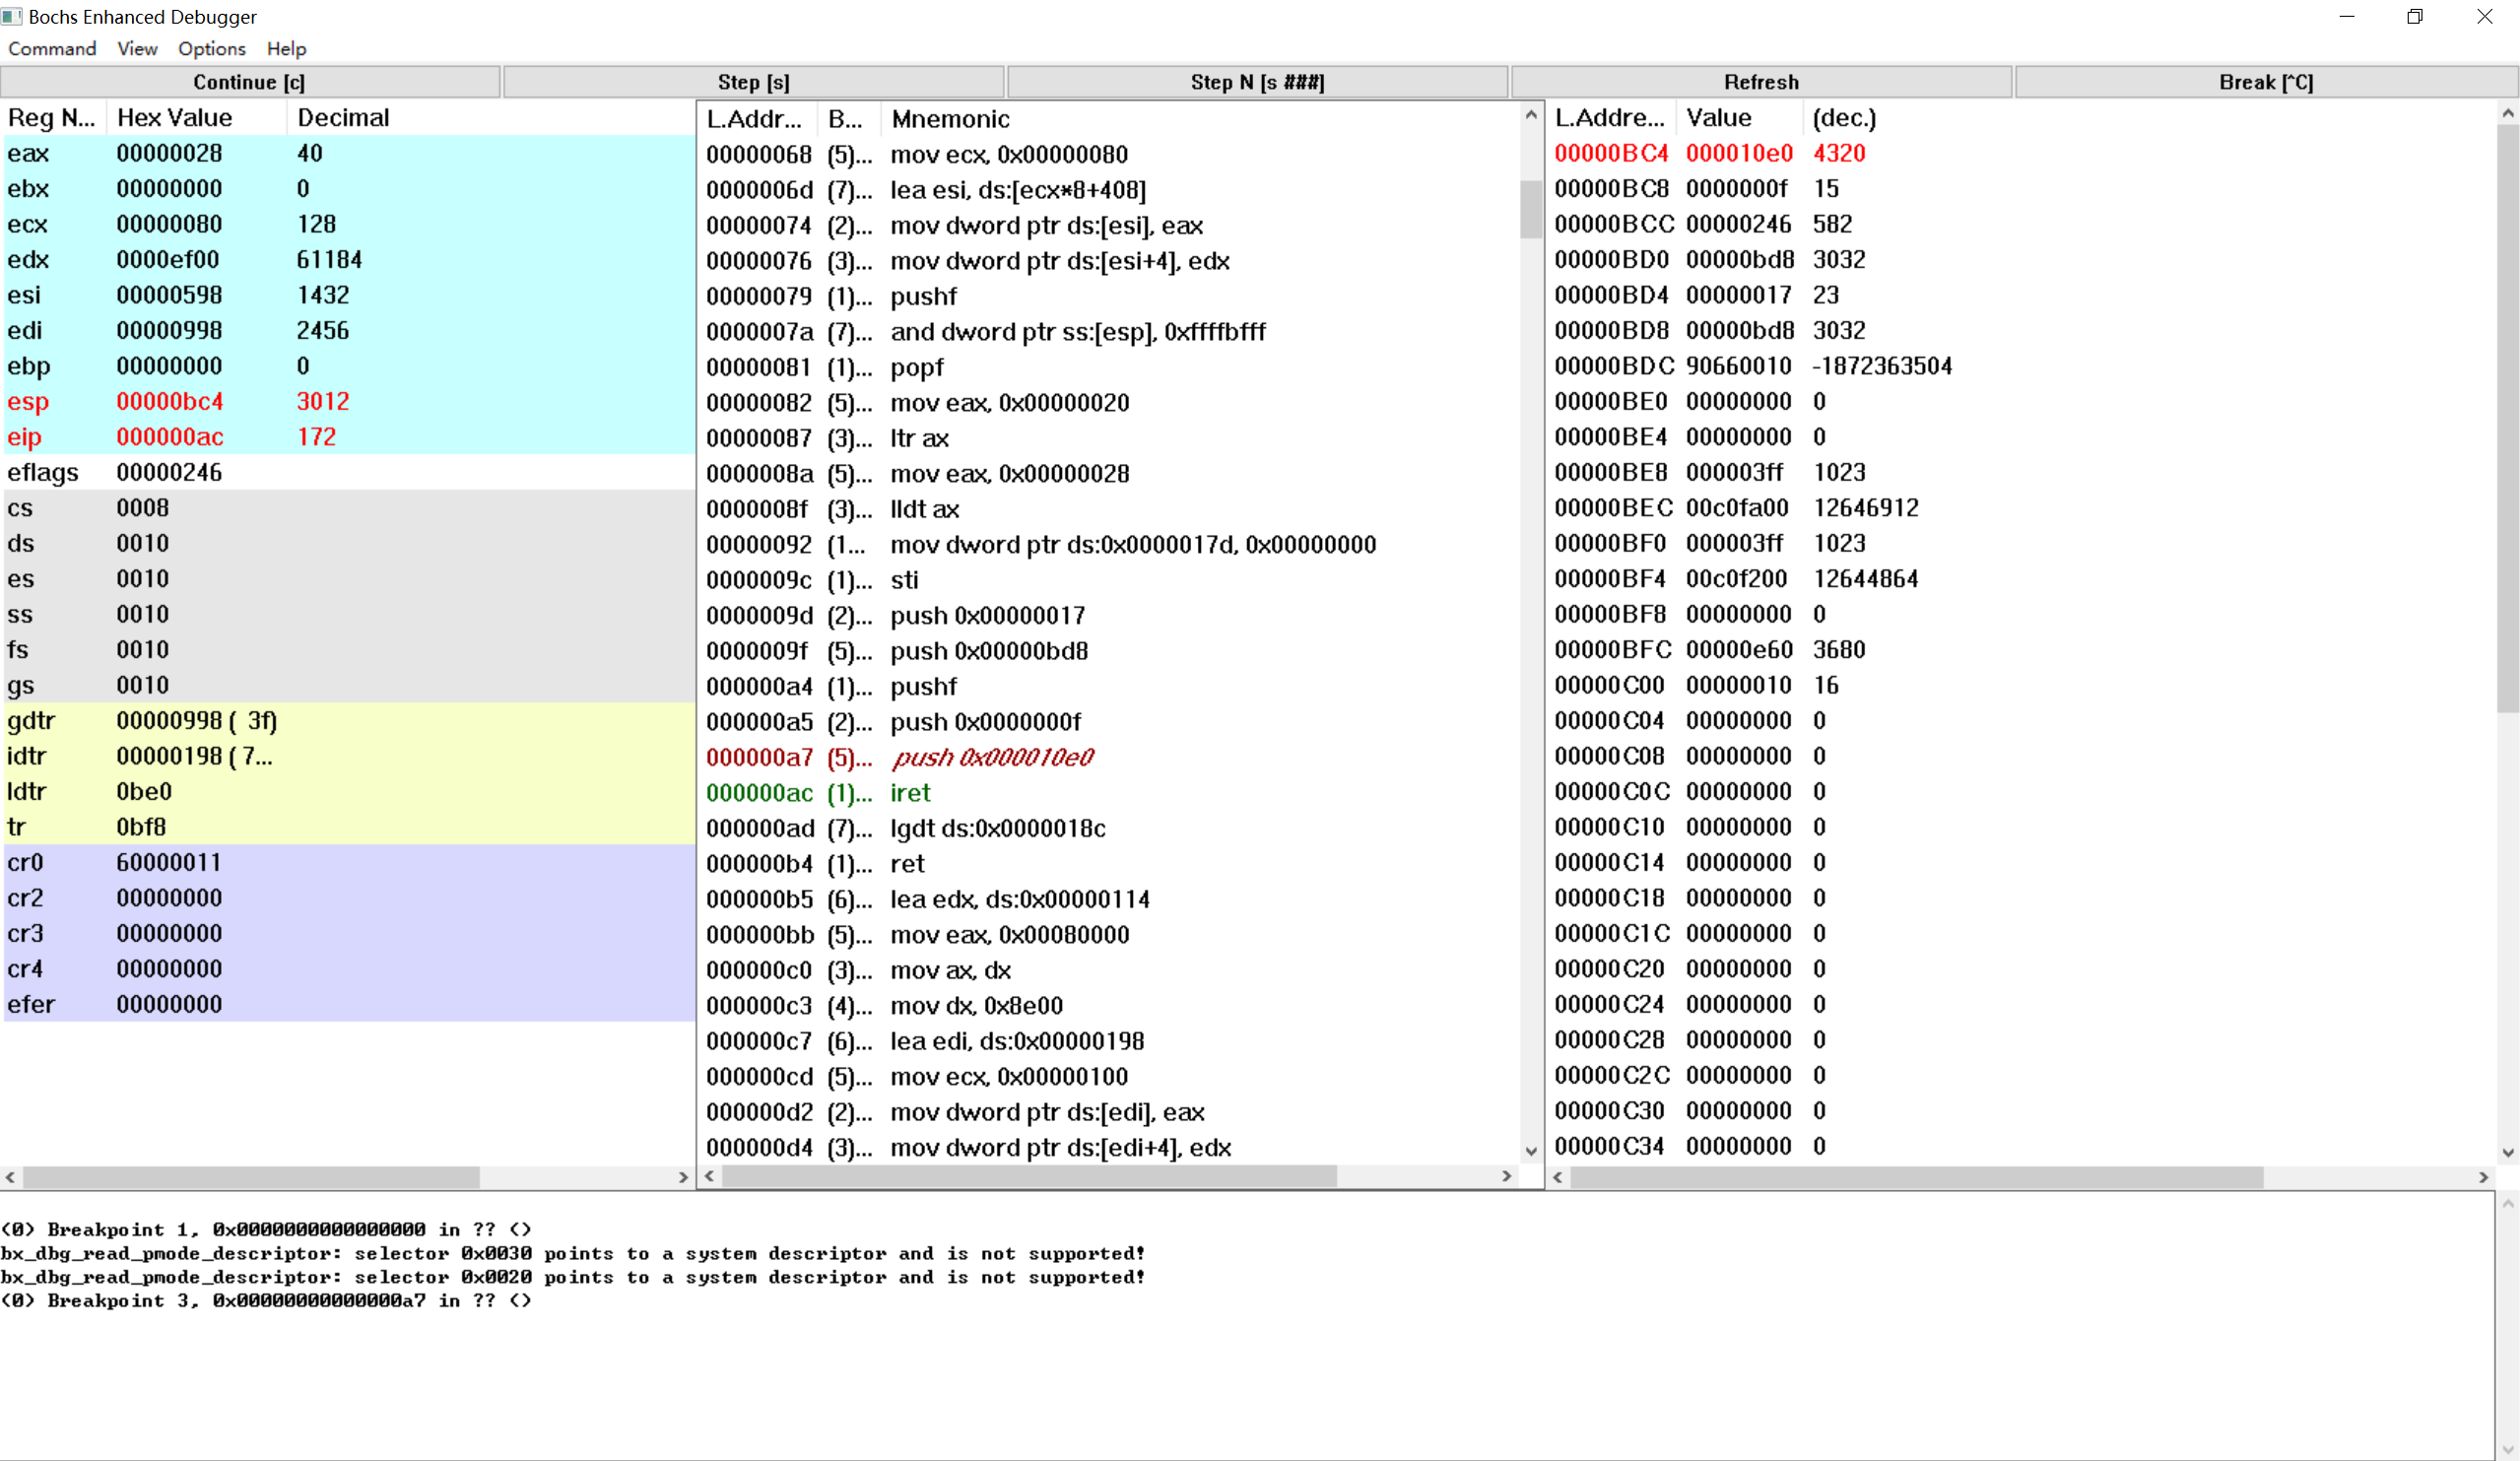 Bochs Enhanced Debugger
Command View Options Help
Continue [c] Step [s] Step N [s ###] Refresh Break [^C]
Reg N... Hex Value Decimal
eax 00000028 40
ebx 00000000 0
ecx 00000080 128
edx 0000ef00 61184
esi 00000598 1432
edi 00000998 2456
ebp 00000000 0
esp 00000bc4 3012
eip 000000ac 172
eflags 00000246
cs 0008
ds 0010
es 0010
ss 0010
fs 0010
gs 0010
gdtr 00000998 ( 3f)
idtr 00000198 ( 7...
ldtr 0be0
tr 0bf8
cr0 60000011
cr2 00000000
cr3 00000000
cr4 00000000
efer 00000000
L.Addr... B... Mnemonic
00000068 (5)... mov ecx, 0x00000080
0000006d (7)... lea esi, ds:[ecx*8+408]
00000074 (2)... mov dword ptr ds:[esi], eax
00000076 (3)... mov dword ptr ds:[esi+4], edx
00000079 (1)... pushf
0000007a (7)... and dword ptr ss:[esp], 0xffffbfff
00000081 (1)... popf
00000082 (5)... mov eax, 0x00000020
00000087 (3)... ltr ax
0000008a (5)... mov eax, 0x00000028
0000008f (3)... lldt ax
00000092 (1... mov dword ptr ds:0x0000017d, 0x00000000
0000009c (1)... sti
0000009d (2)... push 0x00000017
0000009f (5)... push 0x00000bd8
000000a4 (1)... pushf
000000a5 (2)... push 0x0000000f
000000a7 (5)... push 0x000010e0
000000ac (1)... iret
000000ad (7)... lgdt ds:0x0000018c
000000b4 (1)... ret
000000b5 (6)... lea edx, ds:0x00000114
000000bb (5)... mov eax, 0x00080000
000000c0 (3)... mov ax, dx
000000c3 (4)... mov dx, 0x8e00
000000c7 (6)... lea edi, ds:0x00000198
000000cd (5)... mov ecx, 0x00000100
000000d2 (2)... mov dword ptr ds:[edi], eax
000000d4 (3)... mov dword ptr ds:[edi+4], edx
L.Addre... Value (dec.)
00000BC4 000010e0 4320
00000BC8 0000000f 15
00000BCC 00000246 582
00000BD0 00000bd8 3032
00000BD4 00000017 23
00000BD8 00000bd8 3032
00000BDC 90660010 -1872363504
00000BE0 00000000 0
00000BE4 00000000 0
00000BE8 000003ff 1023
00000BEC 00c0fa00 12646912
00000BF0 000003ff 1023
00000BF4 00c0f200 12644864
00000BF8 00000000 0
00000BFC 00000e60 3680
00000C00 00000010 16
00000C04 00000000 0
00000C08 00000000 0
00000C0C 00000000 0
00000C10 00000000 0
00000C14 00000000 0
00000C18 00000000 0
00000C1C 00000000 0
00000C20 00000000 0
00000C24 00000000 0
00000C28 00000000 0
00000C2C 00000000 0
00000C30 00000000 0
00000C34 00000000 0
(0) Breakpoint 1, 0x0000000000000000 in ?? ()
bx_dbg_read_pmode_descriptor: selector 0x0030 points to a system descriptor and is not supported!
bx_dbg_read_pmode_descriptor: selector 0x0020 points to a system descriptor and is not supported!
(0) Breakpoint 3, 0x00000000000000a7 in ?? ()